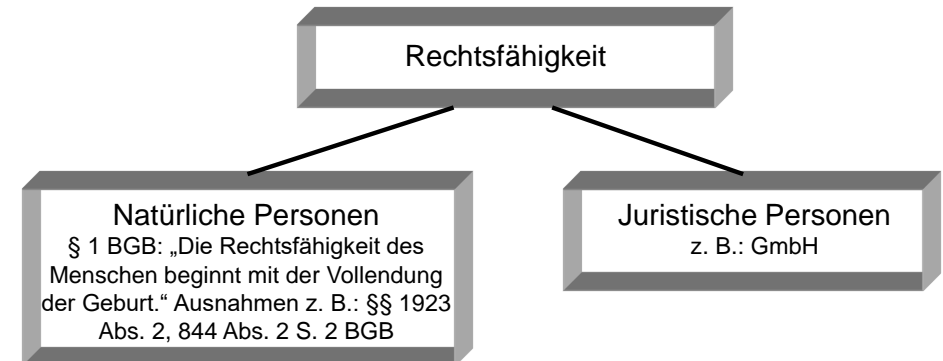 Rechtsfähigkeit
Natürliche Personen
§ 1 BGB: „Die Rechtsfähigkeit des
Menschen beginnt mit der Vollendung
der Geburt.“ Ausnahmen z. B.: §§ 1923
Abs. 2, 844 Abs. 2 S. 2 BGB
Juristische Personen
z. B.: GmbH